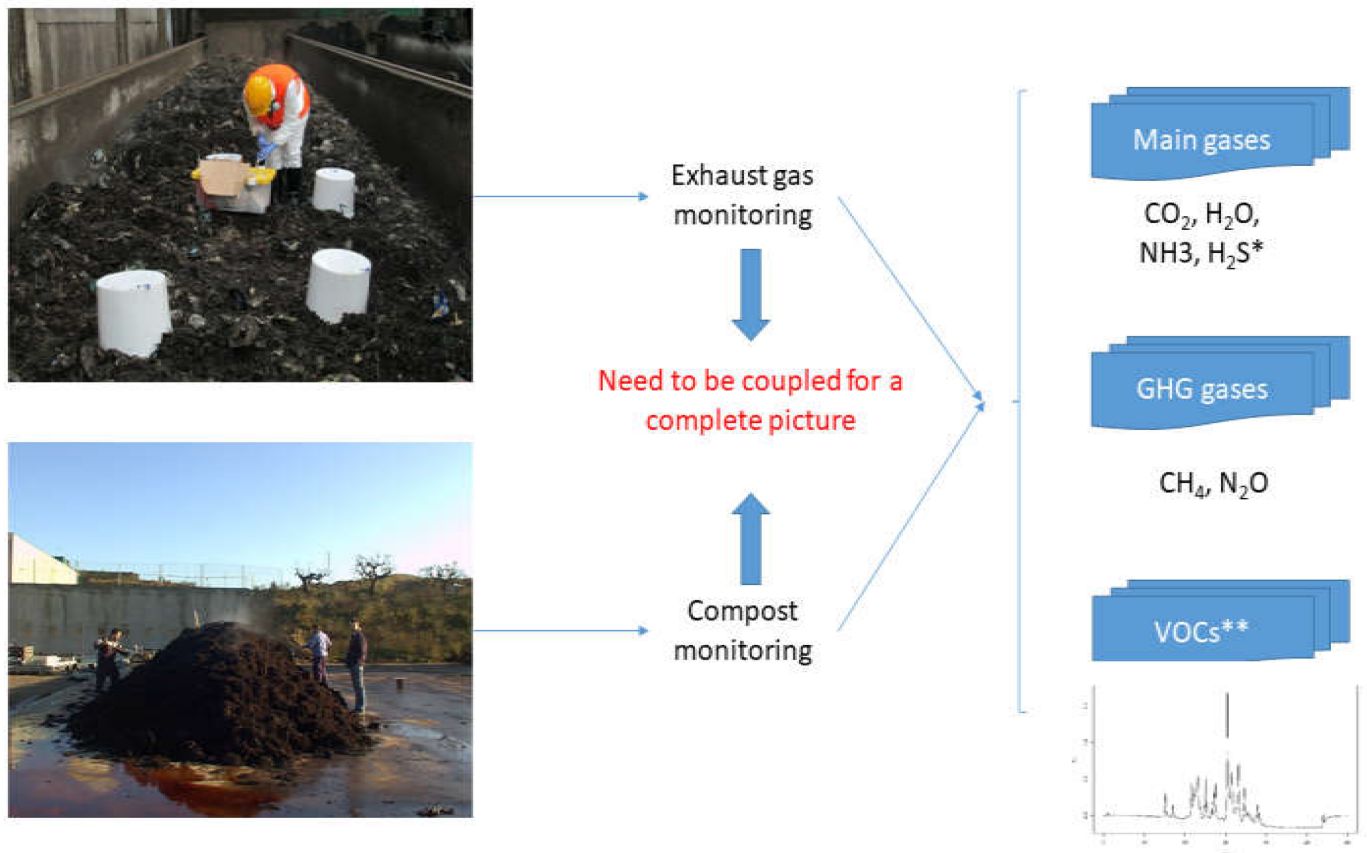 Exhaust gas
monitoring
Need to be coupled for a
complete picture
Compost
monitoring
Main gases
CO₂, H₂O,
NH3, H₂S*
GHG gases
CH₄, N₂O
VOCs**